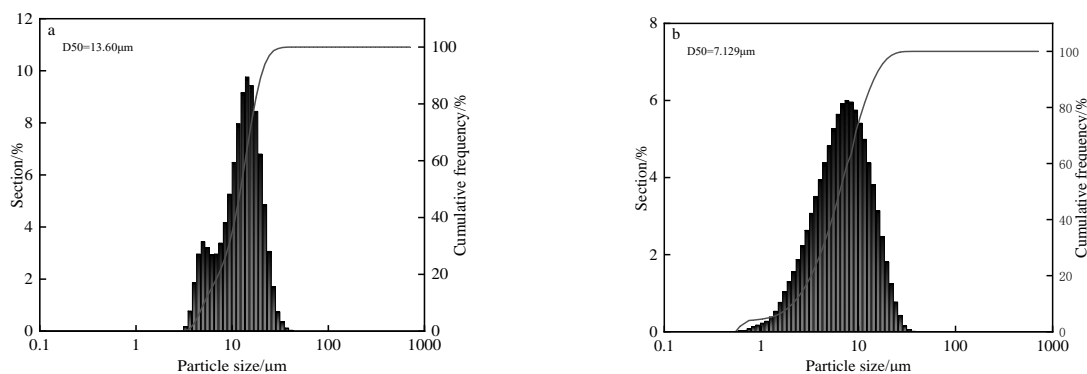 a
D50=13.60μm
12
10
8
6
4
2
0
Section/%
100
80
60
40
20
0
Cumulative frequency/%
0.1 1 10 100 1000
Particle size/μm
b
D50=7.129μm
8
6
4
2
0
Section/%
100
80
60
40
20
0
Cumulative frequency/%
0.1 1 10 100 1000
Particle size/μm